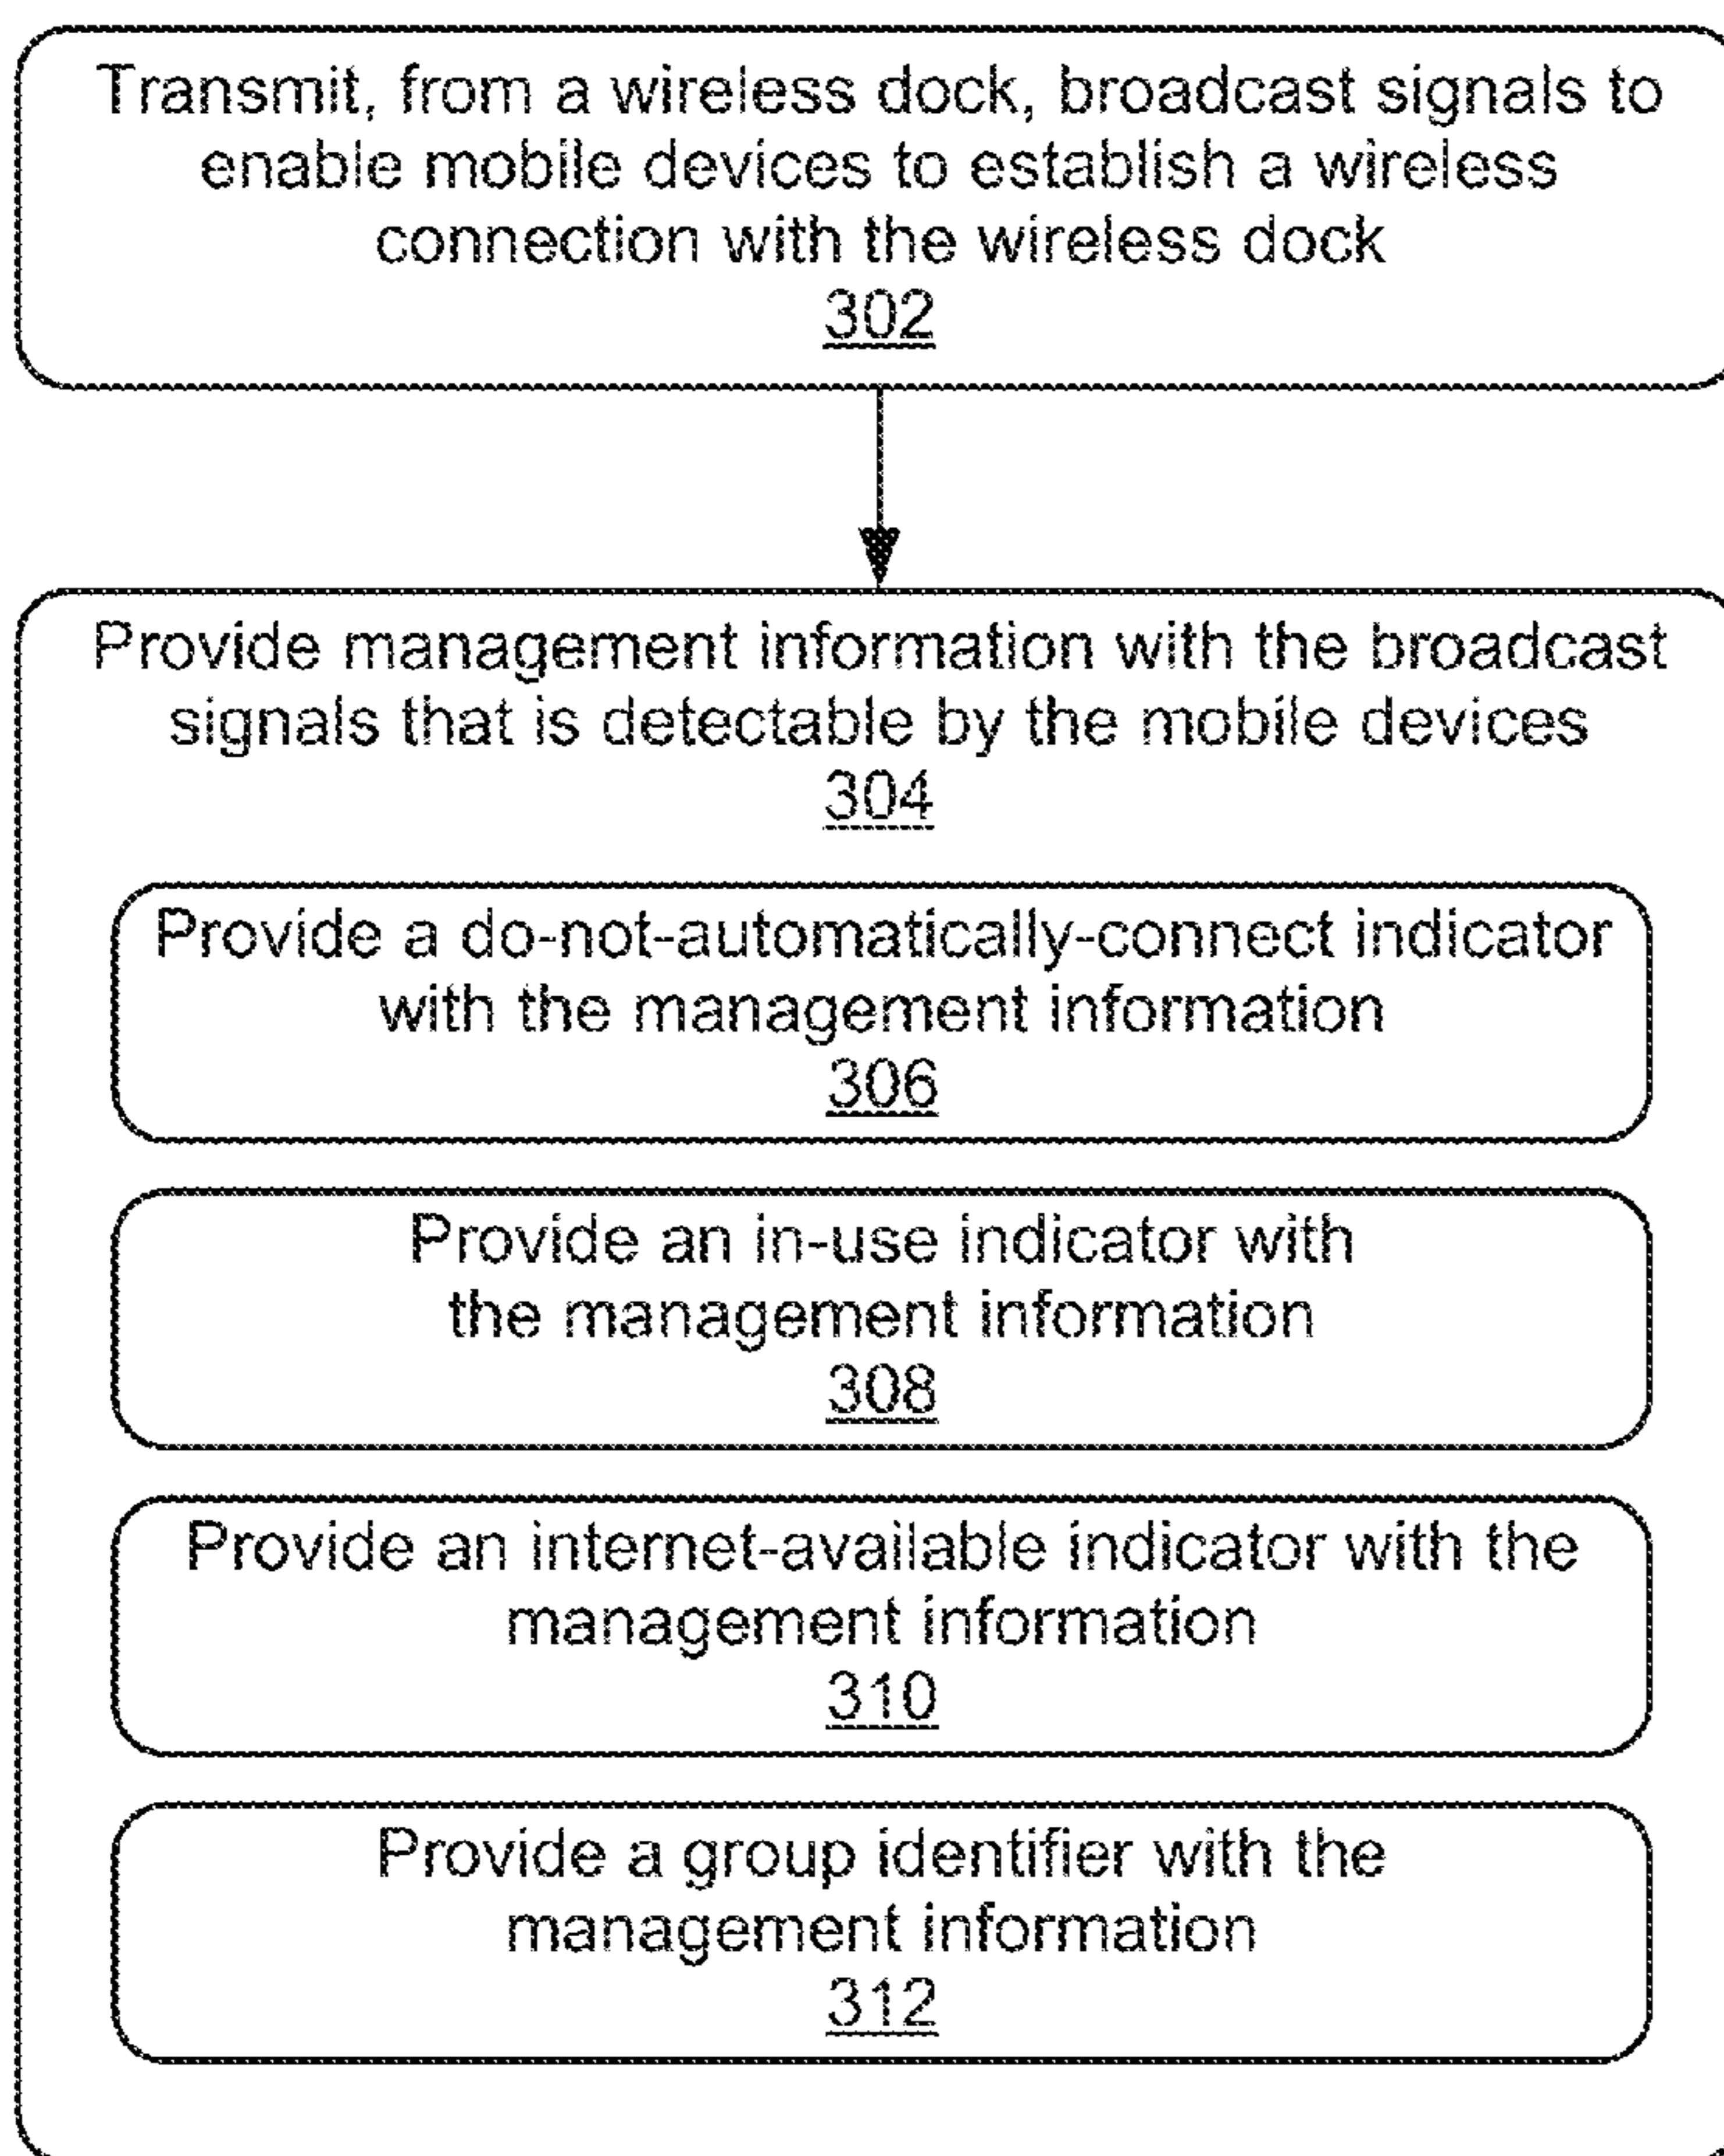 Transmit, from a wireless dock, broadcast signals to
enable mobile devices to establish a wireless
connection with the wireless dock
302
Provide management information with the broadcast
signals that is detectable by the mobile devices
304
Provide a do-not-automatically-connect indicator
with the management information
306
Provide an in-use indicator with
the management information
308
Provide an internet-available indicator with the
management information
310
Provide a group identifier with the
management information
312